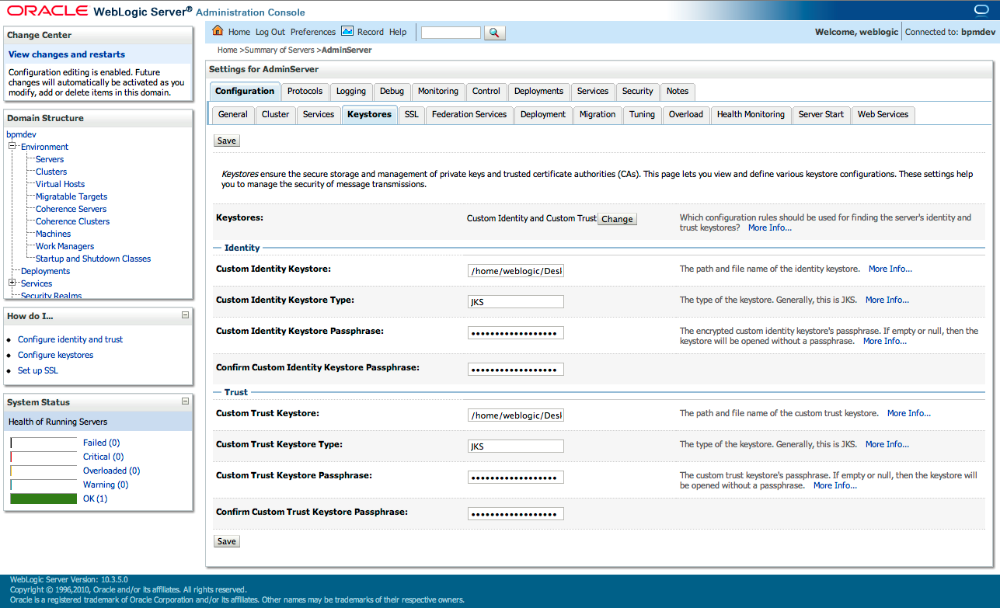 ORACLE WebLogic Server® Administration Console
Change Center
View changes and restarts
Configuration editing is enabled. Future
changes will automatically be activated as you
modify, add or delete items in this domain.
Domain Structure
bpmdev
Environment
Servers
Clusters
Virtual Hosts
Migratable Targets
Coherence Servers
Coherence Clusters
Machines
Work Managers
Startup and Shutdown Classes
Deployments
Services
Security Realms
How do I...
Configure identity and trust
Configure keystores
Set up SSL
System Status
Health of Running Servers
Failed (0)
Critical (0)
Overloaded (0)
Warning (0)
OK (1)
Home Log Out Preferences Record Help
Welcome, weblogic Connected to: bpmdev
Home >Summary of Servers >AdminServer
Settings for AdminServer
Configuration Protocols Logging Debug Monitoring Control Deployments Services Security Notes
General Cluster Services Keystores SSL Federation Services Deployment Migration Tuning Overload Health Monitoring Server Start Web Services
Save
Keystores ensure the secure storage and management of private keys and trusted certificate authorities (CAs). This page lets you view and define various keystore configurations. These settings help
you to manage the security of message transmissions.
Keystores: Custom Identity and Custom Trust Change Which configuration rules should be used for finding the server's identity and
trust keystores? More Info...
Identity
Custom Identity Keystore: /home/weblogic/Desk The path and file name of the identity keystore. More Info...
Custom Identity Keystore Type: JKS The type of the keystore. Generally, this is JKS. More Info...
Custom Identity Keystore Passphrase: •••••••••••••••••• The encrypted custom identity keystore's passphrase. If empty or null, then the
keystore will be opened without a passphrase. More Info...
Confirm Custom Identity Keystore Passphrase: ••••••••••••••••••
Trust
Custom Trust Keystore: /home/weblogic/Desk The path and file name of the custom trust keystore. More Info...
Custom Trust Keystore Type: JKS The type of the keystore. Generally, this is JKS. More Info...
Custom Trust Keystore Passphrase: •••••••••••••••••• The custom trust keystore's passphrase. If empty or null, then the keystore will
be opened without a passphrase. More Info...
Confirm Custom Trust Keystore Passphrase: ••••••••••••••••••
Save
WebLogic Server Version: 10.3.5.0
Copyright © 1996,2010, Oracle and/or its affiliates. All rights reserved.
Oracle is a registered trademark of Oracle Corporation and/or its affiliates. Other names may be trademarks of their respective owners.